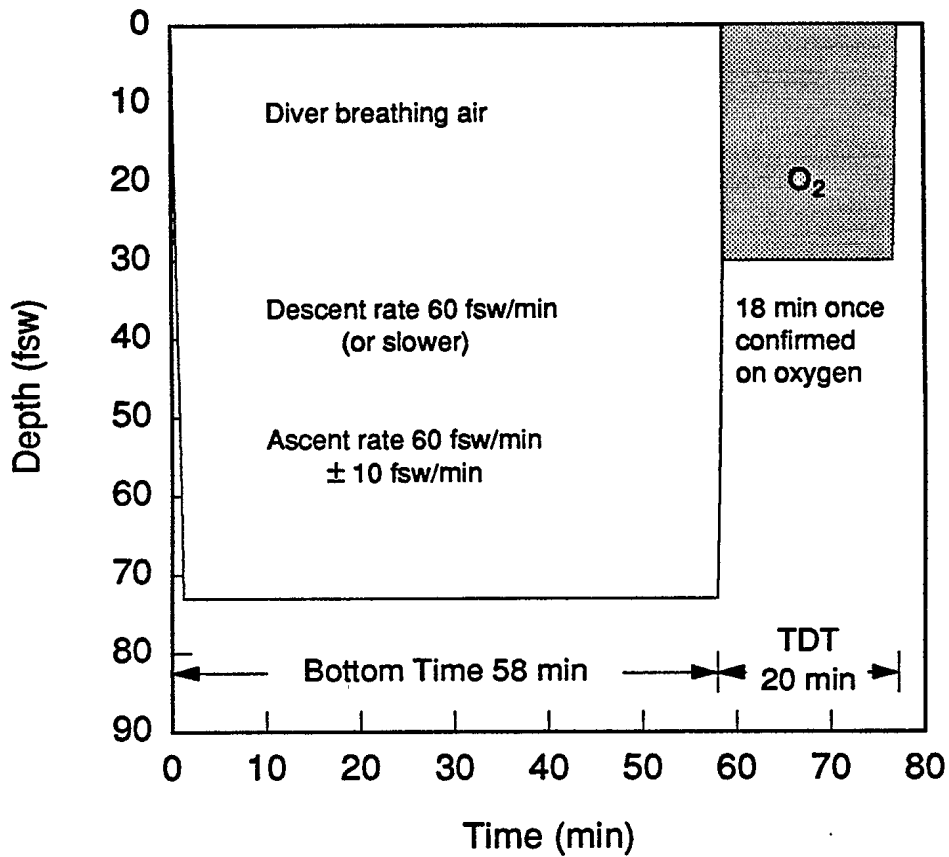 0
10
20
30
40
50
60
70
80
90
Depth (fsw)
Diver breathing air
Descent rate 60 fsw/min
(or slower)
Ascent rate 60 fsw/min
± 10 fsw/min
O₂
18 min once
confirmed
on oxygen
Bottom Time 58 min
TDT
20 min
0 10 20 30 40 50 60 70 80
Time (min)